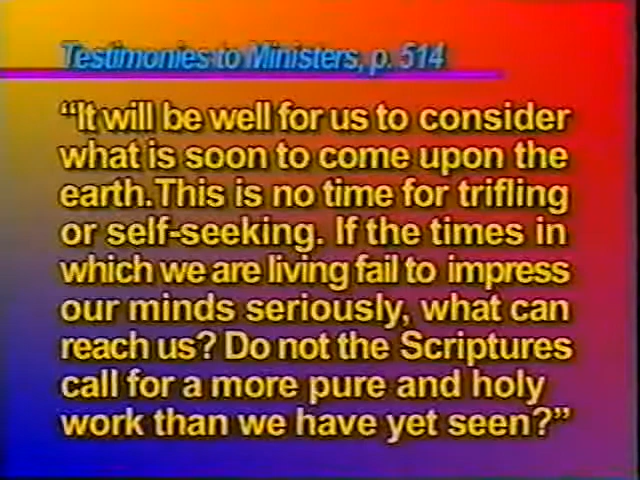 Testimonies to Ministers, p. 514
“It will be well for us to consider
what is soon to come upon the
earth.This is no time for trifling
or self-seeking. If the times in
which we are living fail to impress
our minds seriously, what can
reach us? Do not the Scriptures
call for a more pure and holy
work than we have yet seen?”